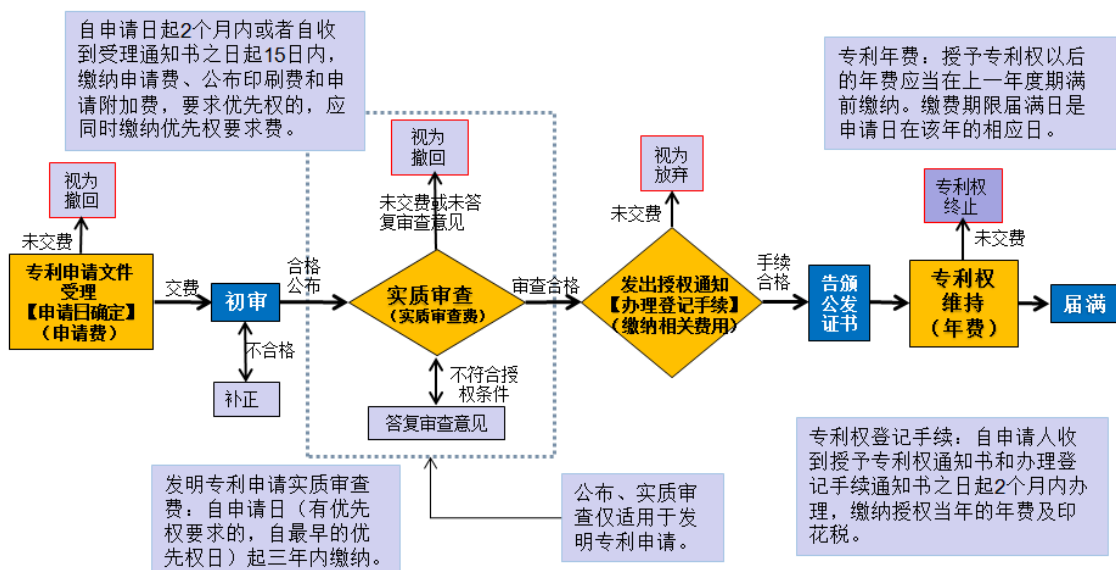 自申请日起2个月内或者自收
到受理通知书之日起15日内，
缴纳申请费、公布印刷费和申
请附加费，要求优先权的，应
同时缴纳优先权要求费。
专利年费：授予专利权以后
的年费应当在上一年度期满
前缴纳。缴费期限届满日是
申请日在该年的相应日。
视为
撤回
未交费
专利申请文件
受理
【申请日确定】
（申请费）
交费
初审
不合格
补正
合格
公布
视为
撤回
未交费或未答
复审查意见
实质审查
（实质审查费）
不符合授
权条件
答复审查意见
审查合格
视为
放弃
未交费
发出授权通知
【办理登记手续】
（缴纳相关费用）
手续
合格
告颁
公发
证书
专利权
终止
未交费
专利权
维持
（年费）
届满
发明专利申请实质审查
费：自申请日（有优先
权要求的，自最早的优
先权日）起三年内缴纳。
公布、实质审
查仅适用于发
明专利申请。
专利权登记手续：自申请人收
到授予专利权通知书和办理登
记手续通知书之日起2个月内办
理，缴纳授权当年的年费及印
花税。